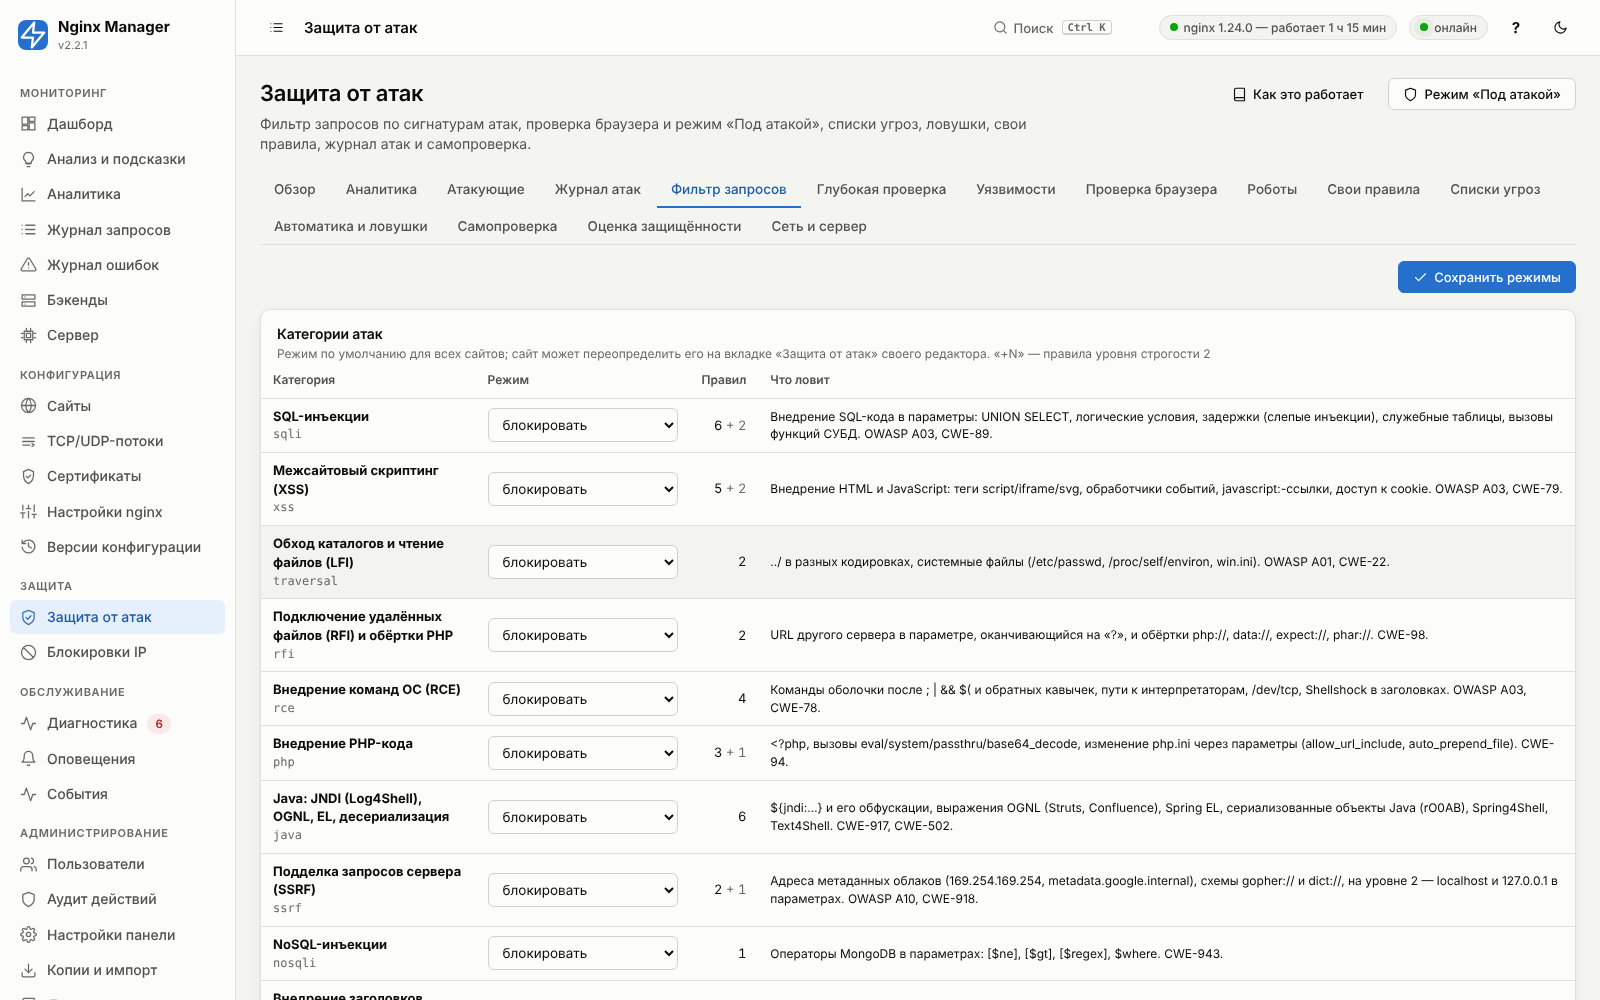 Nginx Manager
v2.2.1
МОНИТОРИНГ
Дашборд
Анализ и подсказки
Аналитика
Журнал запросов
Журнал ошибок
Бэкенды
Сервер
КОНФИГУРАЦИЯ
Сайты
TCP/UDP-потоки
Сертификаты
Настройки nginx
Версии конфигурации
ЗАЩИТА
Защита от атак
Блокировки IP
ОБСЛУЖИВАНИЕ
Диагностика 6
Оповещения
События
АДМИНИСТРИРОВАНИЕ
Пользователи
Аудит действий
Настройки панели
Копии и импорт
Защита от атак
Поиск Ctrl K
nginx 1.24.0 — работает 1 ч 15 мин
онлайн
?
Защита от атак
Фильтр запросов по сигнатурам атак, проверка браузера и режим «Под атакой», списки угроз, ловушки, свои
правила, журнал атак и самопроверка.
Как это работает
Режим «Под атакой»
Обзор Аналитика Атакующие Журнал атак Фильтр запросов Глубокая проверка Уязвимости Проверка браузера Роботы Свои правила Списки угроз
Автоматика и ловушки Самопроверка Оценка защищённости Сеть и сервер
Сохранить режимы
Категории атак
Режим по умолчанию для всех сайтов; сайт может переопределить его на вкладке «Защита от атак» своего редактора. «+N» — правила уровня строгости 2
Категория Режим Правил Что ловит
SQL-инъекции
sqli
блокировать
6 + 2
Внедрение SQL-кода в параметры: UNION SELECT, логические условия, задержки (слепые инъекции), служебные таблицы, вызовы
функций СУБД. OWASP A03, CWE-89.
Межсайтовый скриптинг
(XSS)
xss
блокировать
5 + 2
Внедрение HTML и JavaScript: теги script/iframe/svg, обработчики событий, javascript:-ссылки, доступ к cookie. OWASP A03, CWE-79.
Обход каталогов и чтение
файлов (LFI)
traversal
блокировать
2
../ в разных кодировках, системные файлы (/etc/passwd, /proc/self/environ, win.ini). OWASP A01, CWE-22.
Подключение удалённых
файлов (RFI) и обёртки PHP
rfi
блокировать
2
URL другого сервера в параметре, оканчивающийся на «?», и обёртки php://, data://, expect://, phar://. CWE-98.
Внедрение команд ОС (RCE)
rce
блокировать
4
Команды оболочки после ; | && $( и обратных кавычек, пути к интерпретаторам, /dev/tcp, Shellshock в заголовках. OWASP A03,
CWE-78.
Внедрение PHP-кода
php
блокировать
3 + 1
<?php, вызовы eval/system/passthru/base64_decode, изменение php.ini через параметры (allow_url_include, auto_prepend_file). CWE-
94.
Java: JNDI (Log4Shell),
OGNL, EL, десериализация
java
блокировать
6
${jndi:...} и его обфускации, выражения OGNL (Struts, Confluence), Spring EL, сериализованные объекты Java (rO0AB), Spring4Shell,
Text4Shell. CWE-917, CWE-502.
Подделка запросов сервера
(SSRF)
ssrf
блокировать
2 + 1
Адреса метаданных облаков (169.254.169.254, metadata.google.internal), схемы gopher:// и dict://, на уровне 2 — localhost и 127.0.0.1 в
параметрах. OWASP A10, CWE-918.
NoSQL-инъекции
nosqli
блокировать
1
Операторы MongoDB в параметрах: [$ne], [$gt], [$regex], $where. CWE-943.
Внедрение заголовков